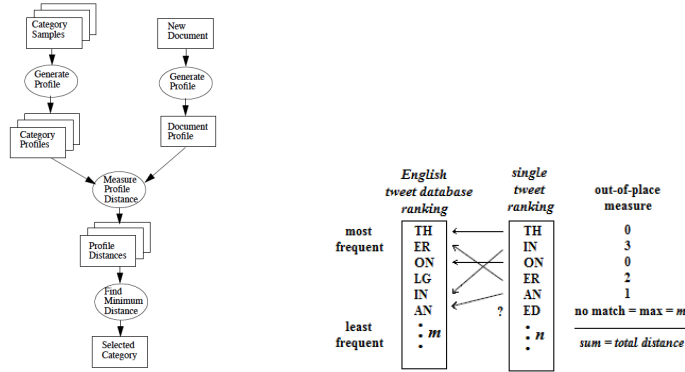 Category
Samples
New
Document
Generate
Profile
Generate
Profile
Category
Profiles
Document
Profile
Measure
Profile
Distance
Profile
Distances
Find
Minimum
Distance
Selected
Category
English
tweet database
ranking
single
tweet
ranking
out-of-place
measure
most
frequent
least
frequent
TH
ER
ON
LG
IN
AN
m
TH
IN
ON
ER
AN
? ED
n
0
3
0
2
1
no match = max = m
sum = total distance